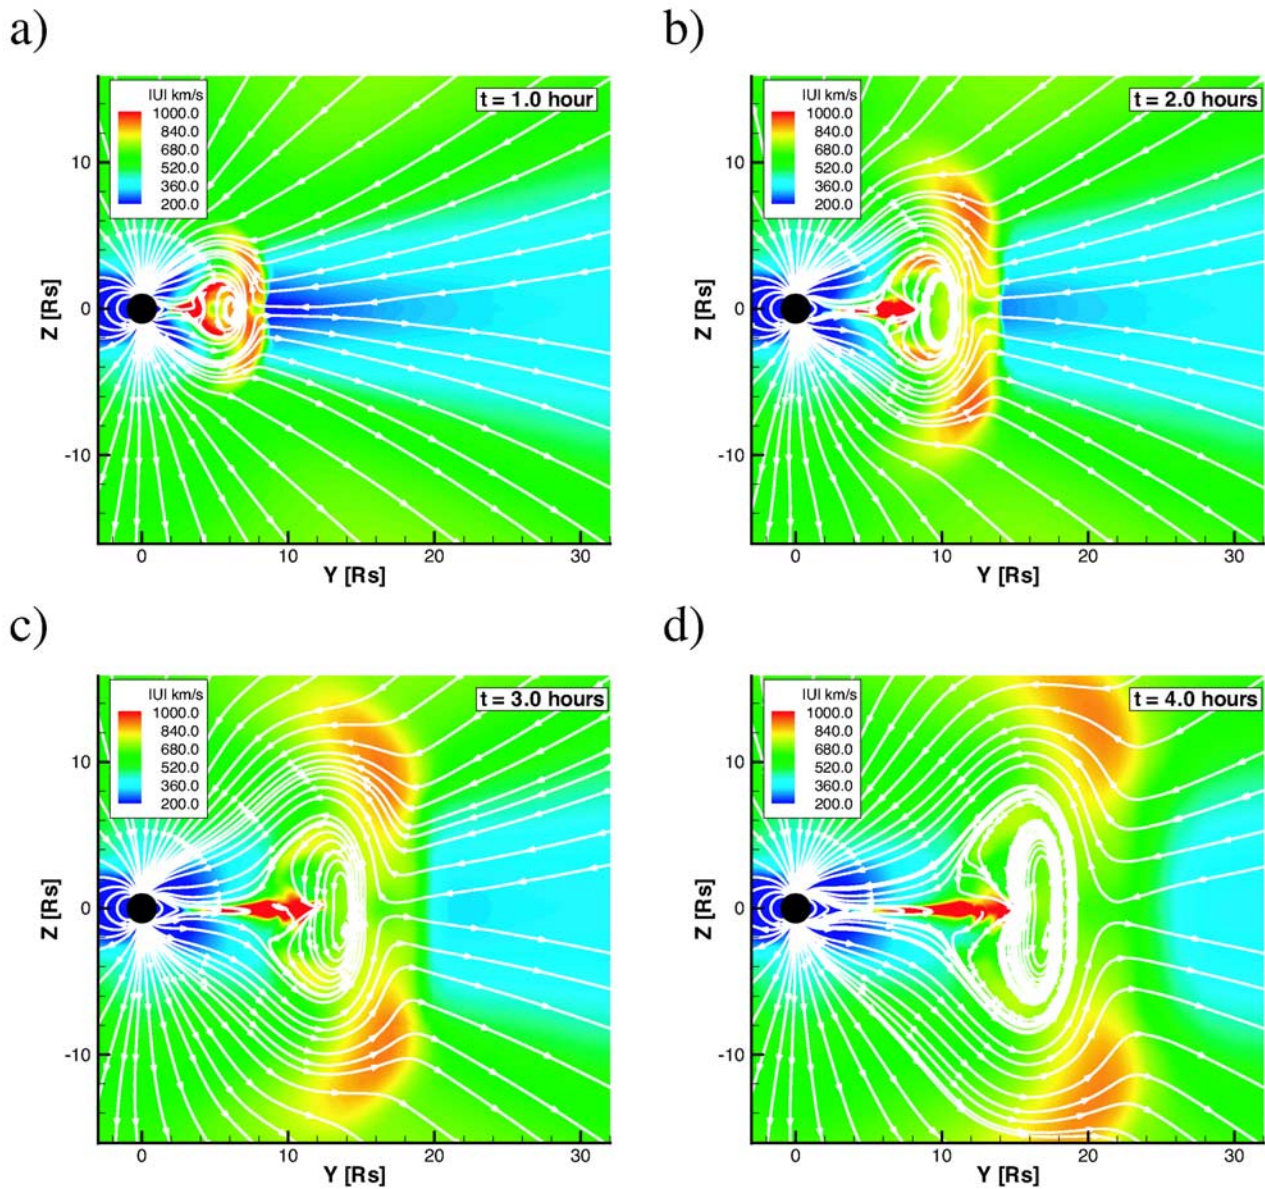 a)
|U| km/s
1000.0
840.0
680.0
520.0
360.0
200.0
t = 1.0 hour
10
0
-10
Z [Rs]
0 10 20 30
Y [Rs]
b)
|U| km/s
1000.0
840.0
680.0
520.0
360.0
200.0
t = 2.0 hours
10
0
-10
Z [Rs]
0 10 20 30
Y [Rs]
c)
|U| km/s
1000.0
840.0
680.0
520.0
360.0
200.0
t = 3.0 hours
10
0
-10
Z [Rs]
0 10 20 30
Y [Rs]
d)
|U| km/s
1000.0
840.0
680.0
520.0
360.0
200.0
t = 4.0 hours
10
0
-10
Z [Rs]
0 10 20 30
Y [Rs]